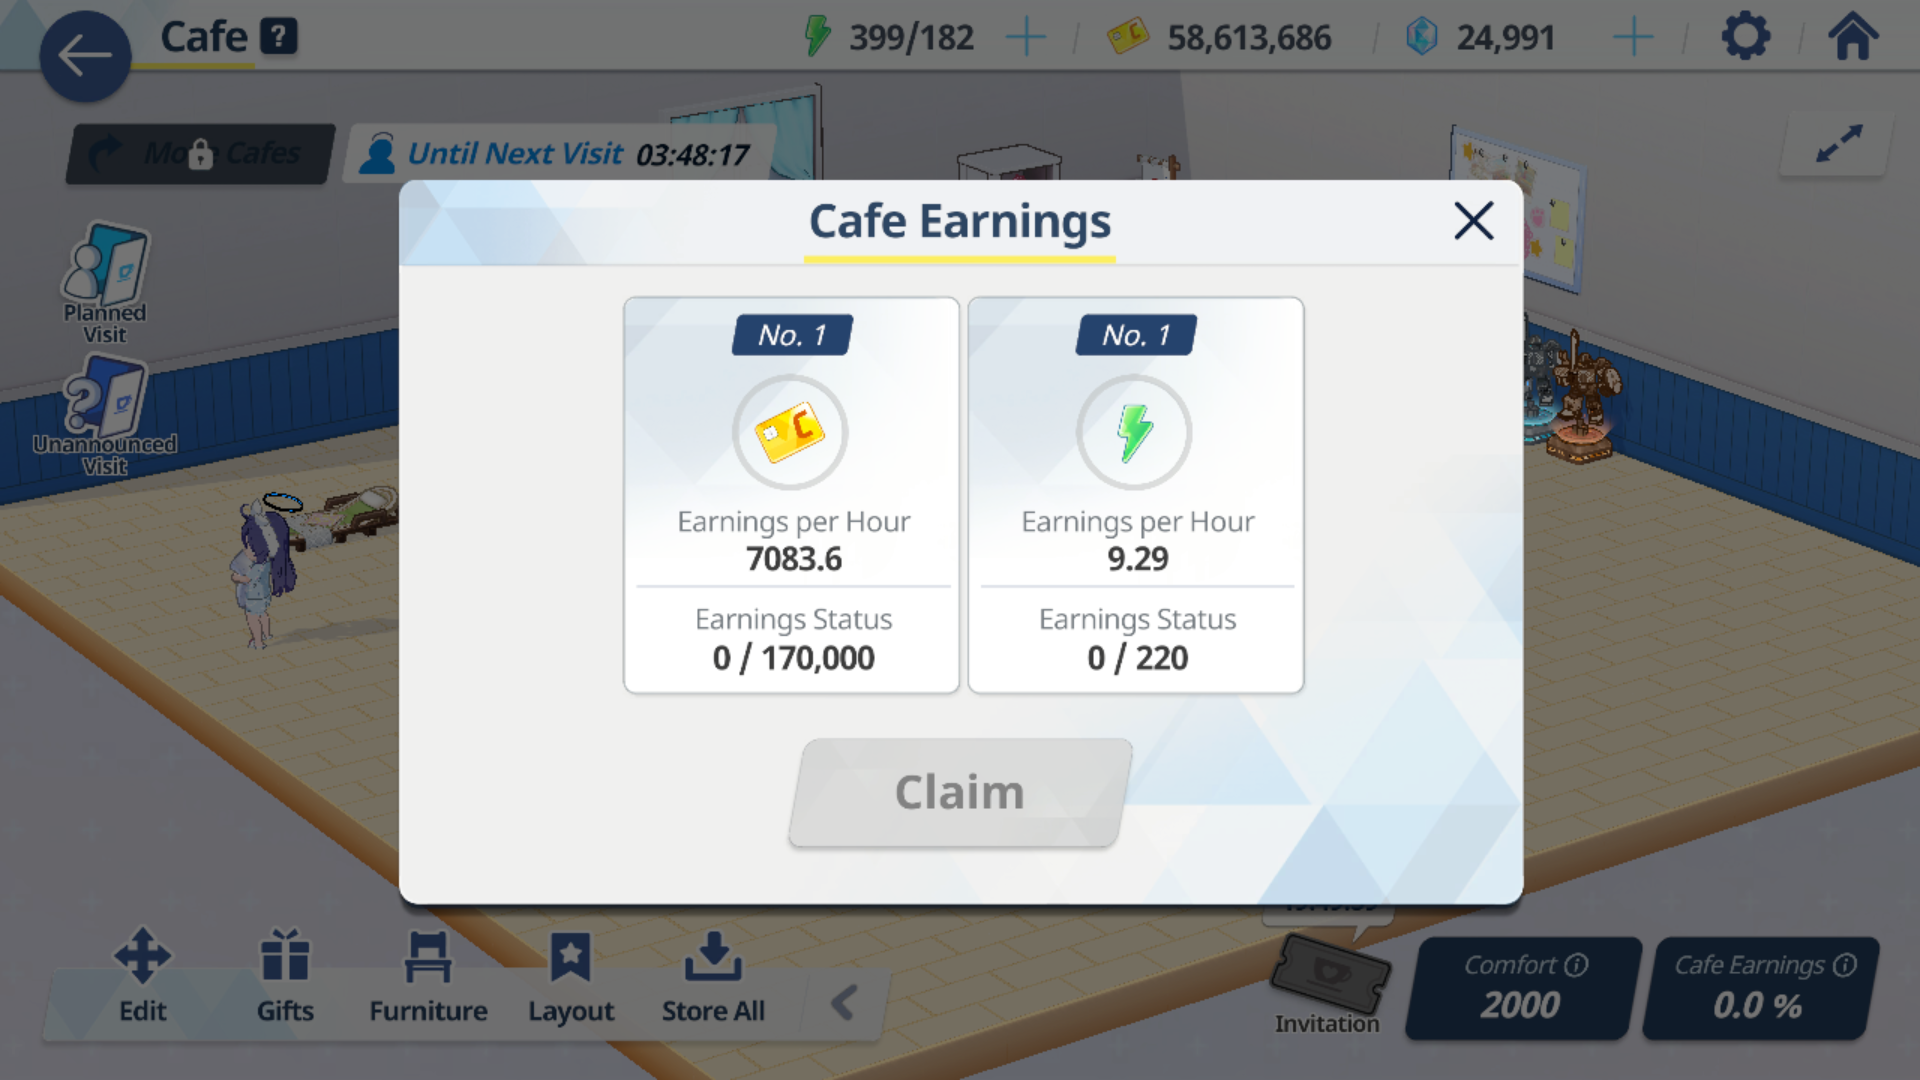 Cafe ?
399/182
58,613,686
24,991
More Cafes
Until Next Visit 03:48:17
Planned
Visit
Unannounced
Visit
Cafe Earnings
No. 1
Earnings per Hour
7083.6
Earnings Status
0 / 170,000
No. 1
Earnings per Hour
9.29
Earnings Status
0 / 220
Claim
Edit
Gifts
Furniture
Layout
Store All
Invitation
Comfort
2000
Cafe Earnings
0.0 %